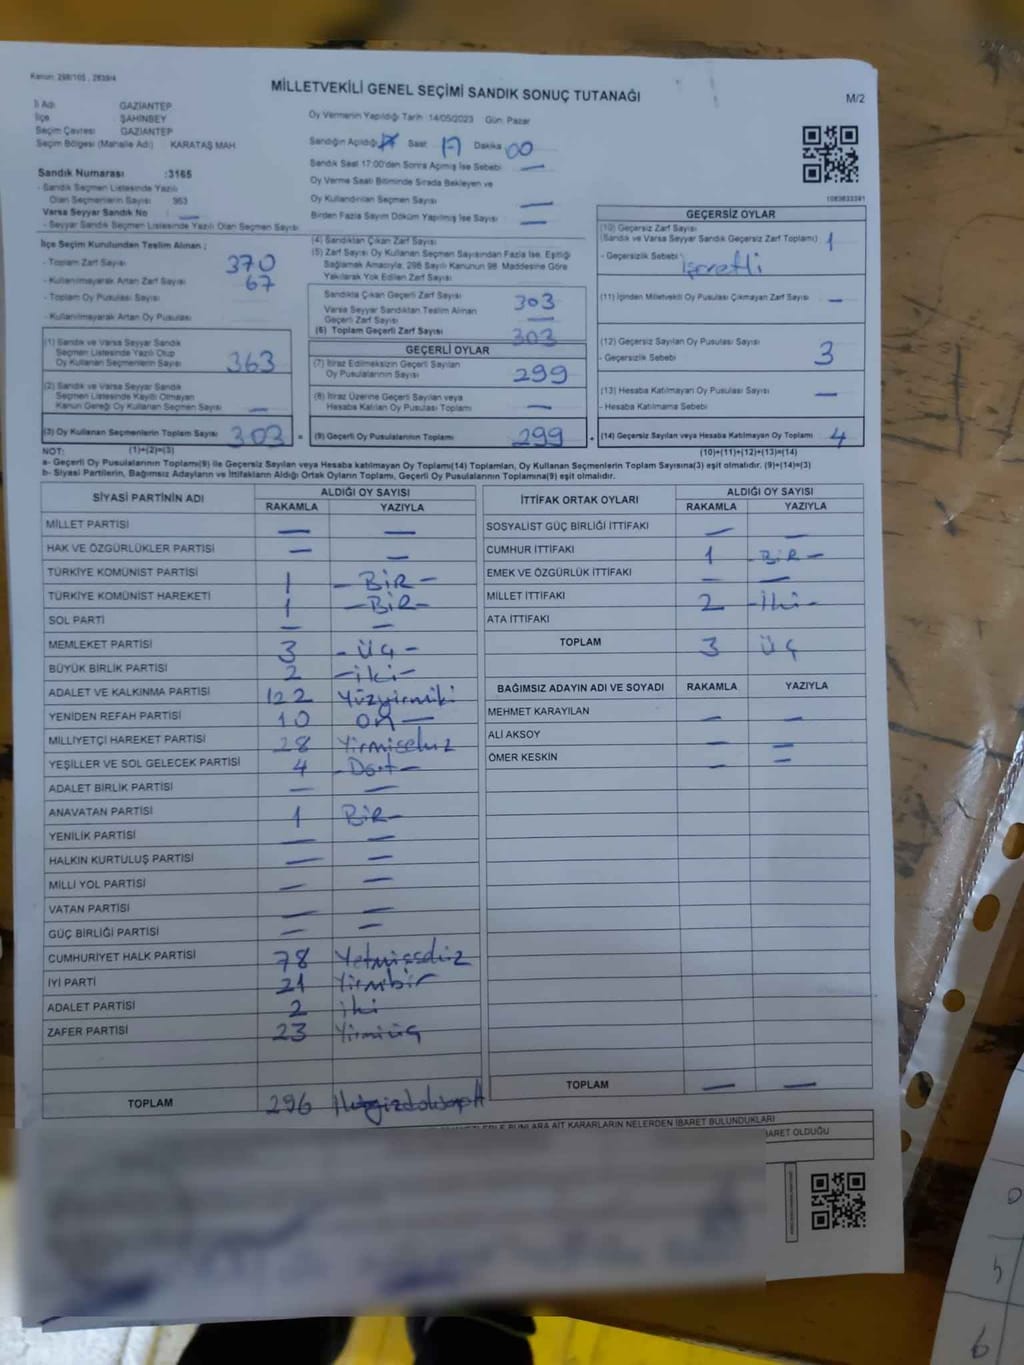 Kanun: 298/105, 2839/4
MİLLETVEKİLİ GENEL SEÇİMİ SANDIK SONUÇ TUTANAĞI
M/2
İl Adı GAZİANTEP
İlçe ŞAHİNBEY
Seçim Çevresi GAZİANTEP
Seçim Bölgesi (Mahalle Adı) KARATAŞ MAH
Sandık Numarası :3165
- Sandık Seçmen Listesinde Yazılı
Olan Seçmenlerin Sayısı 363
Varsa Seyyar Sandık No : —
- Seyyar Sandık Seçmen Listesinde Yazılı Olan Seçmen Sayısı
Oy Vermenin Yapıldığı Tarih: 14/05/2023 Gün: Pazar
Sandığın Açıldığı Saat 17 Dakika 00
Sandık Saat 17:00'den Sonra Açılmış İse Sebebi —
Oy Verme Saati Bitiminde Sırada Bekleyen ve
Oy Kullandırılan Seçmen Sayısı —
Birden Fazla Sayım Döküm Yapılmış İse Sayısı —
1083833381
İlçe Seçim Kurulundan Teslim Alınan ;
- Toplam Zarf Sayısı 370
- Kullanılmayarak Artan Zarf Sayısı 67
- Toplam Oy Pusulası Sayısı
- Kullanılmayarak Artan Oy Pusulası
(1) Sandık ve Varsa Seyyar Sandık
Seçmen Listesinde Yazılı Olup
Oy Kullanan Seçmenlerin Sayısı 363
(2) Sandık ve Varsa Seyyar Sandık
Seçmen Listesinde Kayıtlı Olmayan
Kanun Gereği Oy Kullanan Seçmen Sayısı —
(3) Oy Kullanan Seçmenlerin Toplam Sayısı 303
(1)+(2)=(3)
(4) Sandıktan Çıkan Zarf Sayısı
(5) Zarf Sayısı Oy Kullanan Seçmen Sayısından Fazla İse, Eşitliği
Sağlamak Amacıyla, 298 Sayılı Kanunun 98. Maddesine Göre
Yakılarak Yok Edilen Zarf Sayısı
Sandıkta Çıkan Geçerli Zarf Sayısı 303
Varsa Seyyar Sandıktan Teslim Alınan
Geçerli Zarf Sayısı —
(6) Toplam Geçerli Zarf Sayısı 303
GEÇERLİ OYLAR
(7) İtiraz Edilmeksizin Geçerli Sayılan
Oy Pusulalarının Sayısı 299
(8) İtiraz Üzerine Geçerli Sayılan veya
Hesaba Katılan Oy Pusulası Toplamı —
(9) Geçerli Oy Pusulalarının Toplamı 299
GEÇERSİZ OYLAR
(10) Geçersiz Zarf Sayısı
(Sandık ve Varsa Seyyar Sandık Geçersiz Zarf Toplamı) 1
- Geçersizlik Sebebi İşretli
(11) İçinden Milletvekili Oy Pusulası Çıkmayan Zarf Sayısı —
(12) Geçersiz Sayılan Oy Pusulası Sayısı 3
- Geçersizlik Sebebi
(13) Hesaba Katılmayan Oy Pusulası Sayısı —
- Hesaba Katılmama Sebebi
(14) Geçersiz Sayılan veya Hesaba Katılmayan Oy Toplamı 4
(10)+(11)+(12)+(13)=(14)
NOT:
a- Geçerli Oy Pusulalarının Toplamı(9) ile Geçersiz Sayılan veya Hesaba katılmayan Oy Toplamı(14) Toplamları, Oy Kullanan Seçmenlerin Toplam Sayısına(3) eşit olmalıdır. (9)+(14)=(3)
b- Siyasi Partilerin, Bağımsız Adayların ve İttifakların Aldığı Ortak Oyların Toplamı, Geçerli Oy Pusulalarının Toplamına(9) eşit olmalıdır.
SİYASİ PARTİNİN ADI ALDIĞI OY SAYISI
RAKAMLA YAZIYLA
MİLLET PARTİSİ — —
HAK VE ÖZGÜRLÜKLER PARTİSİ — —
TÜRKİYE KOMÜNİST PARTİSİ 1 - BİR -
TÜRKİYE KOMÜNİST HAREKETİ 1 - BİR -
SOL PARTİ — —
MEMLEKET PARTİSİ 3 - Üç -
BÜYÜK BİRLİK PARTİSİ 2 - iki -
ADALET VE KALKINMA PARTİSİ 122 Yüzyirmiki
YENİDEN REFAH PARTİSİ 10 on —
MİLLİYETÇİ HAREKET PARTİSİ 28 Yirmisekiz
YEŞİLLER VE SOL GELECEK PARTİSİ 4 - Dört -
ADALET BİRLİK PARTİSİ — —
ANAVATAN PARTİSİ 1 BİR -
YENİLİK PARTİSİ — —
HALKIN KURTULUŞ PARTİSİ — —
MİLLİ YOL PARTİSİ — —
VATAN PARTİSİ — —
GÜÇ BİRLİĞİ PARTİSİ — —
CUMHURİYET HALK PARTİSİ 78 Yetmişsekiz
İYİ PARTİ 21 Yirmibir
ADALET PARTİSİ 2 iki
ZAFER PARTİSİ 23 Yirmiüç
TOPLAM 296
İTTİFAK ORTAK OYLARI ALDIĞI OY SAYISI
RAKAMLA YAZIYLA
SOSYALİST GÜÇ BİRLİĞİ İTTİFAKI — —
CUMHUR İTTİFAKI 1 - BİR -
EMEK VE ÖZGÜRLÜK İTTİFAKI — —
MİLLET İTTİFAKI 2 - iki -
ATA İTTİFAKI
TOPLAM 3 Üç
BAĞIMSIZ ADAYIN ADI VE SOYADI RAKAMLA YAZIYLA
MEHMET KARAYILAN — —
ALİ AKSOY — —
ÖMER KESKİN — —
TOPLAM — —
BUNLARA AİT KARARLARIN NELERDEN İBARET BULUNDUKLARI
İBARET OLDUĞU
0
4
9